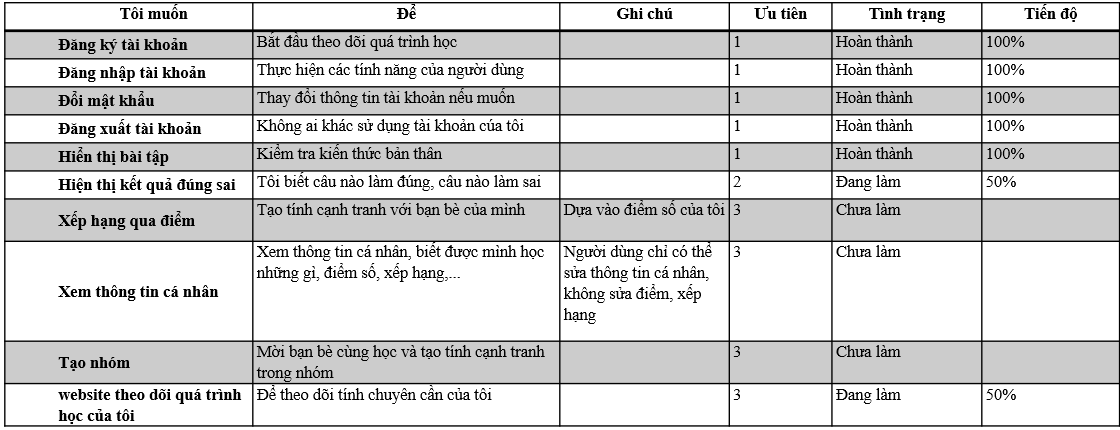 Tôi muốn Để Ghi chú Ưu tiên Tình trạng Tiến độ
Đăng ký tài khoản Bắt đầu theo dõi quá trình học 1 Hoàn thành 100%
Đăng nhập tài khoản Thực hiện các tính năng của người dùng 1 Hoàn thành 100%
Đổi mật khẩu Thay đổi thông tin tài khoản nếu muốn 1 Hoàn thành 100%
Đăng xuất tài khoản Không ai khác sử dụng tài khoản của tôi 1 Hoàn thành 100%
Hiển thị bài tập Kiểm tra kiến thức bản thân 1 Hoàn thành 100%
Hiện thị kết quả đúng sai Tôi biết câu nào làm đúng, câu nào làm sai 2 Đang làm 50%
Xếp hạng qua điểm Tạo tính cạnh tranh với bạn bè của mình Dựa vào điểm số của tôi 3 Chưa làm
Xem thông tin cá nhân
Xem thông tin cá nhân, biết được mình học
những gì, điểm số, xếp hạng,...
Người dùng chỉ có thể
sửa thông tin cá nhân,
không sửa điểm, xếp
hạng
3 Chưa làm
Tạo nhóm
Mời bạn bè cùng học và tạo tính cạnh tranh
trong nhóm
3 Chưa làm
website theo dõi quá trình
học của tôi
Để theo dõi tính chuyên cần của tôi 3 Đang làm 50%